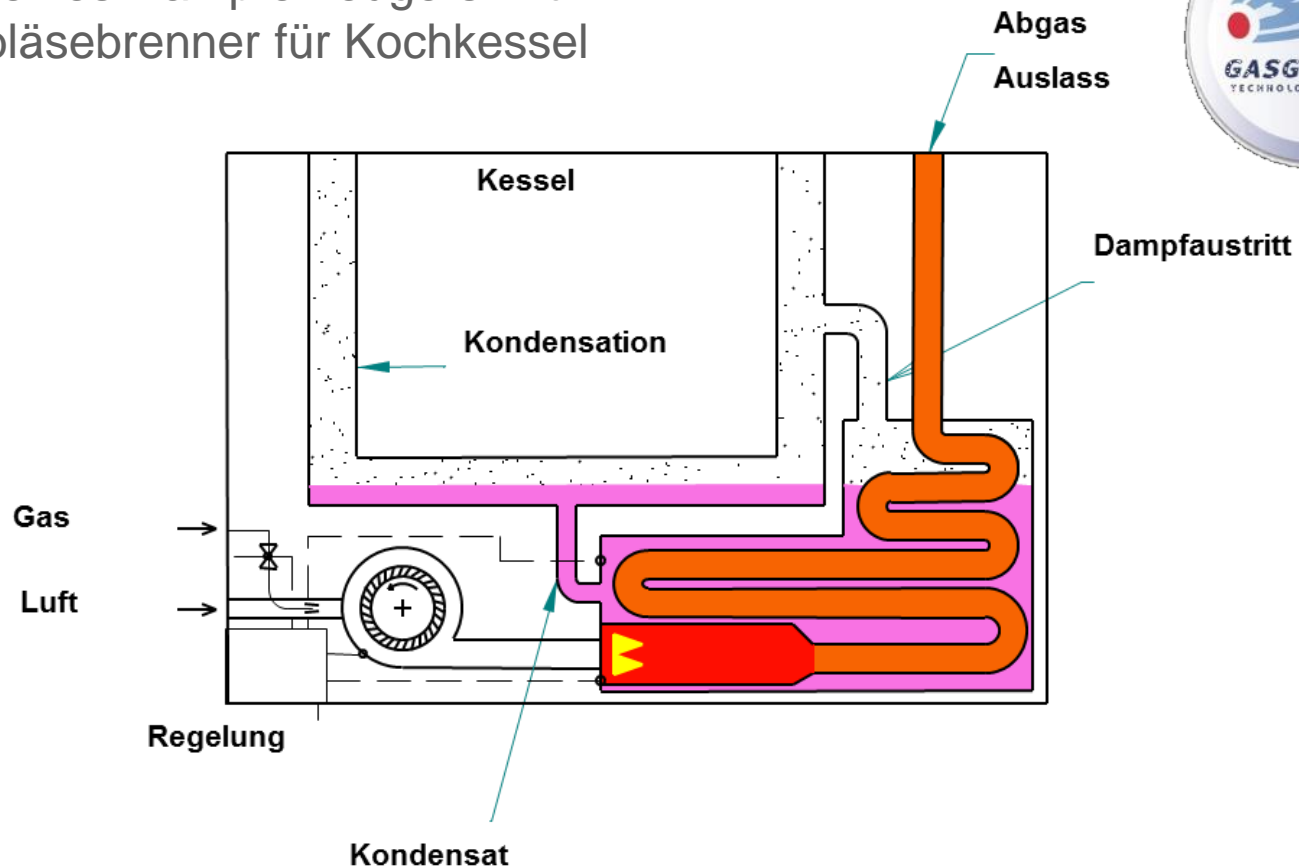 bläsebrenner für Kochkessel
Abgas
Auslass
Kessel
Dampfaustritt
Kondensation
Gas
Luft
Regelung
Kondensat